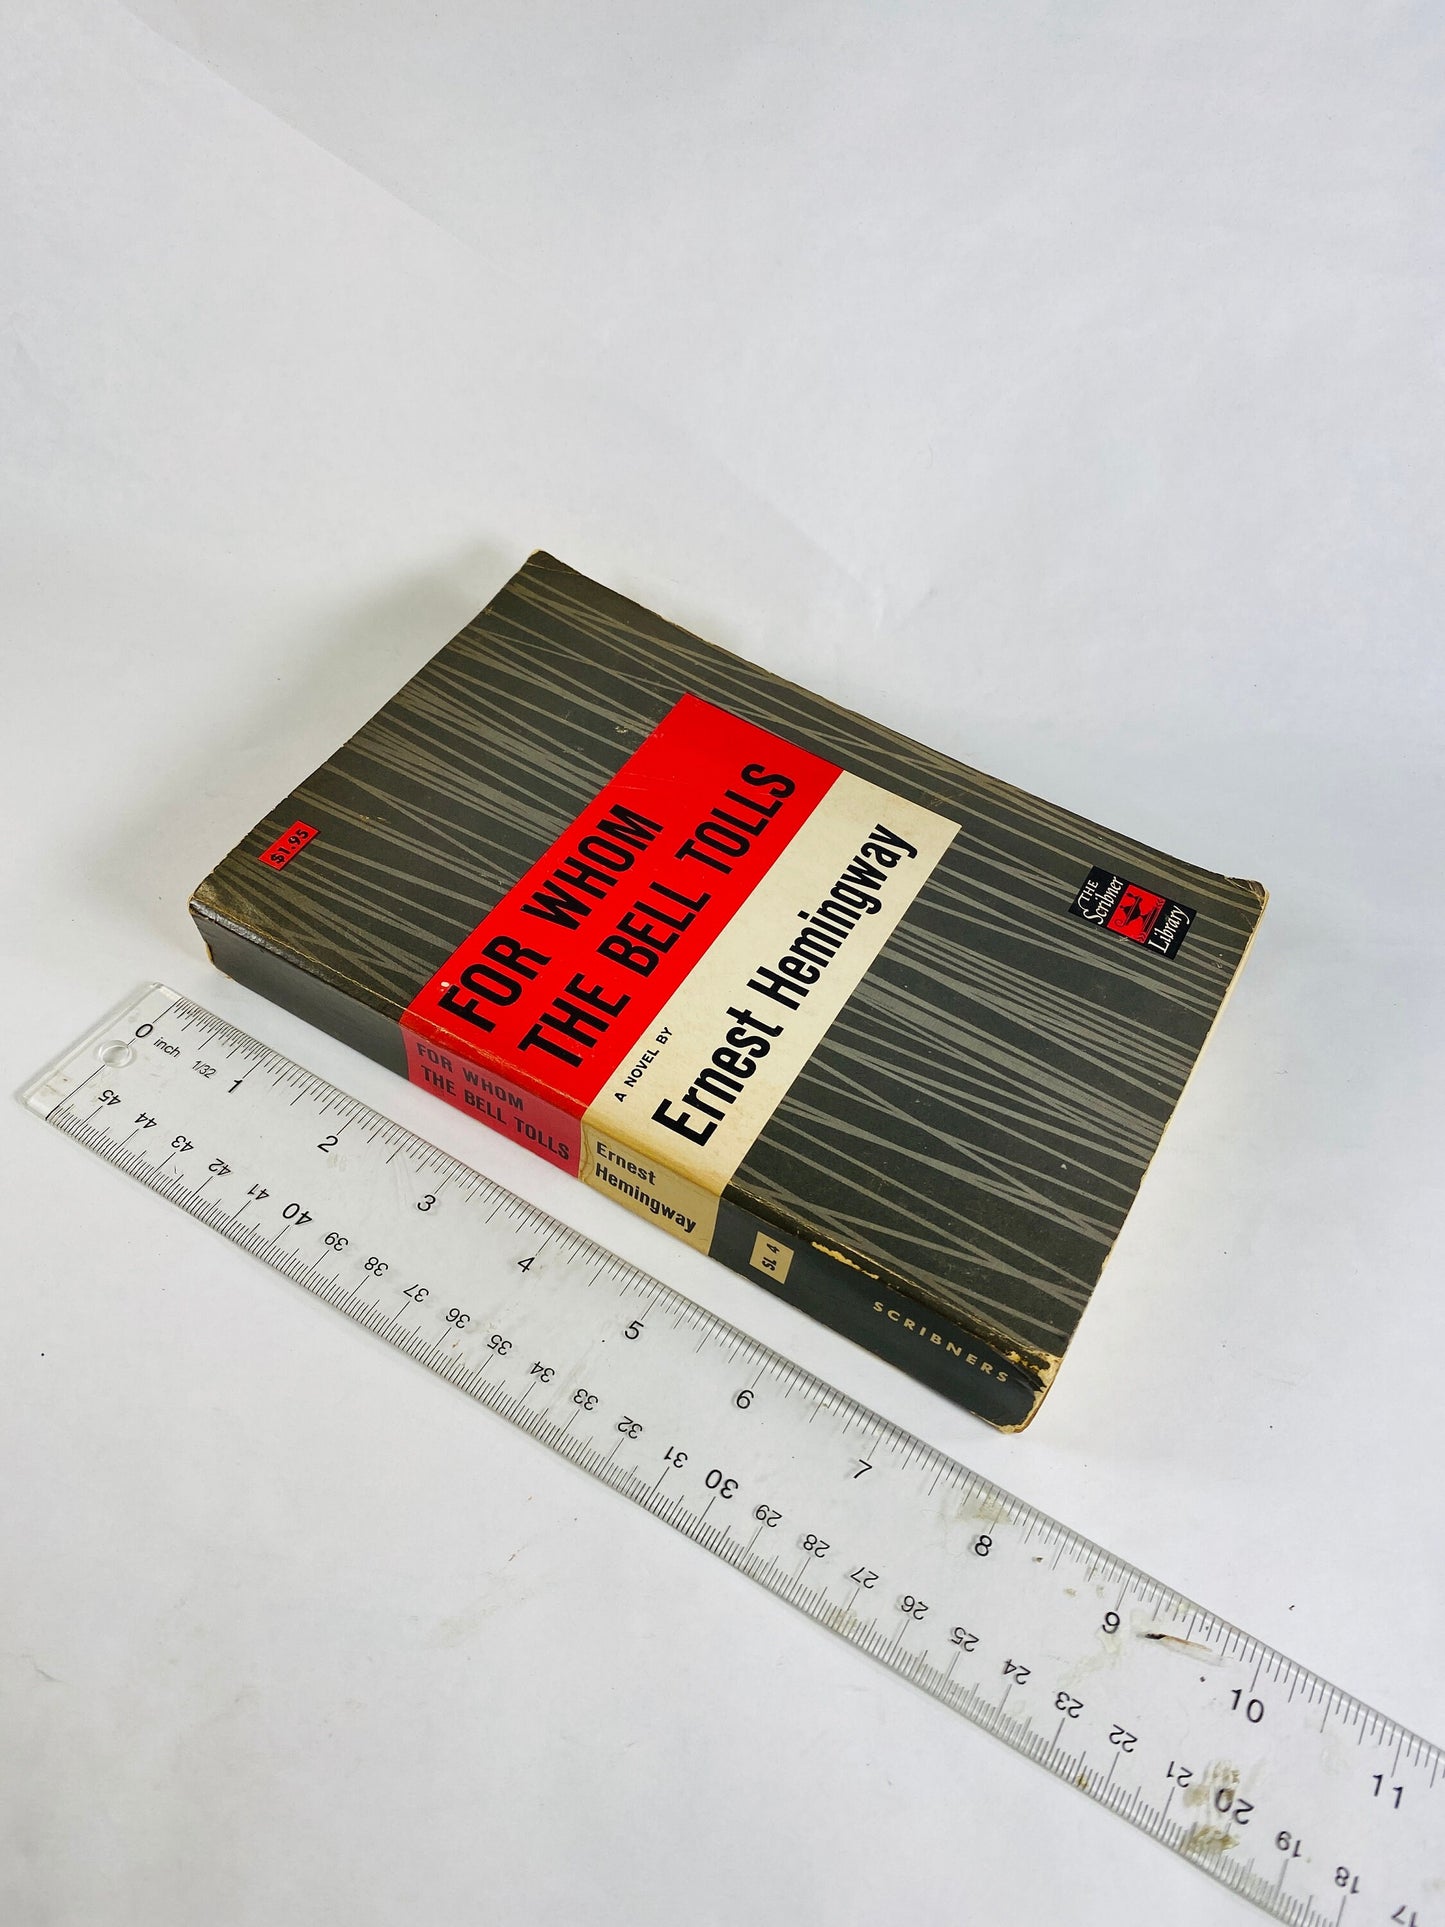 $1.95
FOR WHOM
THE BELL TOLLS
A NOVEL BY
Ernest Hemingway
THE
Scribner
Library
FOR WHOM
THE BELL TOLLS
Ernest
Hemingway
SL 4
SCRIBNERS
0 inch 1/32 1 2 3 4 5 6 7 8 9 10 11
45 44 43 42 41 40 39 38 37 36 35 34 33 32 31 30 29 28 27 26 25 24 23 22 21 20 19 18 17